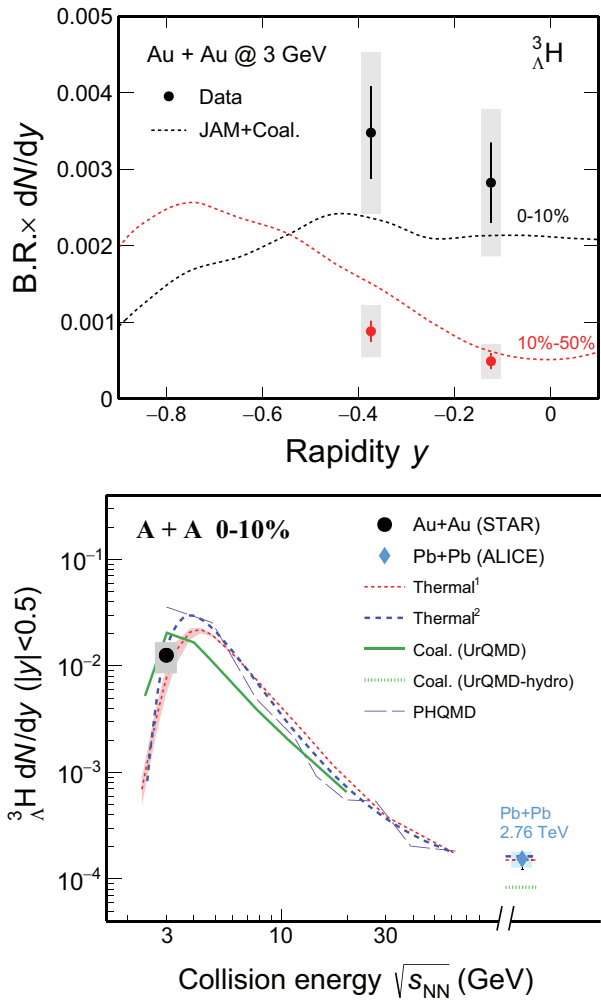 0.005
Au + Au @ 3 GeV
³ΛH
0.004
Data
JAM+Coal.
0.003
0-10%
0.002
0.001
10%-50%
0
B.R.× dN/dy
−0.8
−0.6
−0.4
−0.2
0
Rapidity y
A + A 0-10%
Au+Au (STAR)
10⁻¹
Pb+Pb (ALICE)
Thermal¹
Thermal²
10⁻²
Coal. (UrQMD)
Coal. (UrQMD-hydro)
PHQMD
10⁻³
Pb+Pb
2.76 TeV
10⁻⁴
³ΛH dN/dy (|y|<0.5)
3
10
30
Collision energy √sNN (GeV)